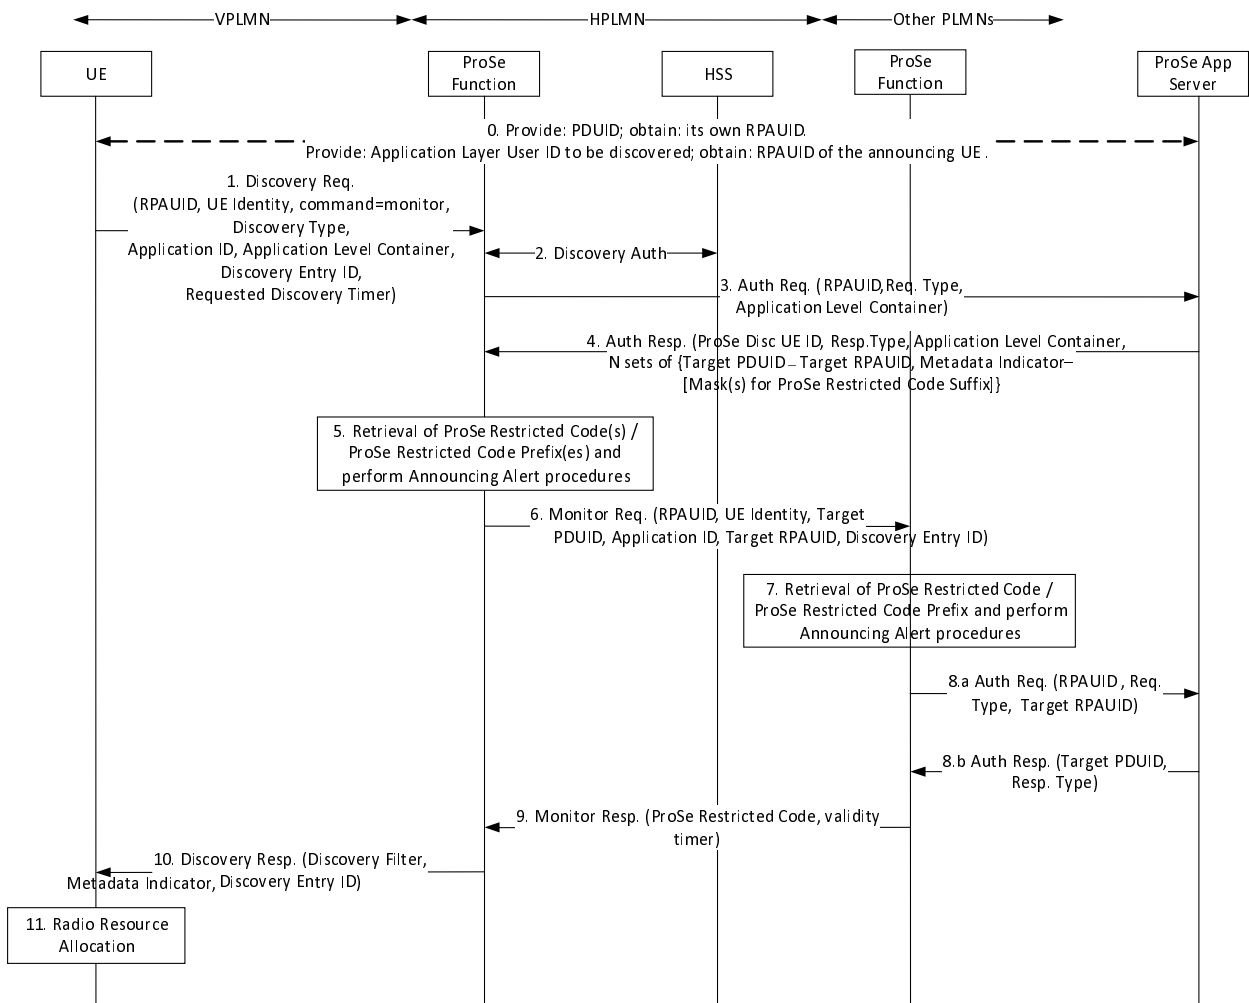 VPLMN
HPLMN
Other PLMNs
UE
ProSe
Function
HSS
ProSe
Function
ProSe App
Server
0. Provide: PDUID; obtain: its own RPAUID.
Provide: Application Layer User ID to be discovered; obtain: RPAUID of the announcing UE .
1. Discovery Req.
(RPAUID, UE Identity, command=monitor,
Discovery Type,
Application ID, Application Level Container,
Discovery Entry ID,
Requested Discovery Timer)
2. Discovery Auth
3. Auth Req. (RPAUID,Req. Type,
Application Level Container)
4. Auth Resp. (ProSe Disc UE ID, Resp.Type, Application Level Container,
N sets of {Target PDUID – Target RPAUID, Metadata Indicator–
[Mask(s) for ProSe Restricted Code Suffix]}
5. Retrieval of ProSe Restricted Code(s) /
ProSe Restricted Code Prefix(es) and
perform Announcing Alert procedures
6. Monitor Req. (RPAUID, UE Identity, Target
PDUID, Application ID, Target RPAUID, Discovery Entry ID)
7. Retrieval of ProSe Restricted Code /
ProSe Restricted Code Prefix and perform
Announcing Alert procedures
8.a Auth Req. (RPAUID , Req.
Type, Target RPAUID)
8.b Auth Resp. (Target PDUID,
Resp. Type)
9. Monitor Resp. (ProSe Restricted Code, validity
timer)
10. Discovery Resp. (Discovery Filter,
Metadata Indicator, Discovery Entry ID)
11. Radio Resource
Allocation